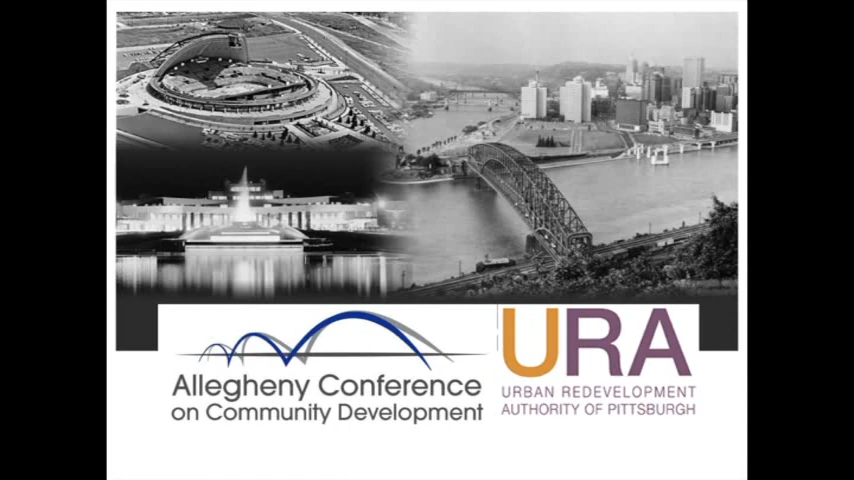 Allegheny Conference
on Community Development
URA
URBAN REDEVELOPMENT
AUTHORITY OF PITTSBURGH